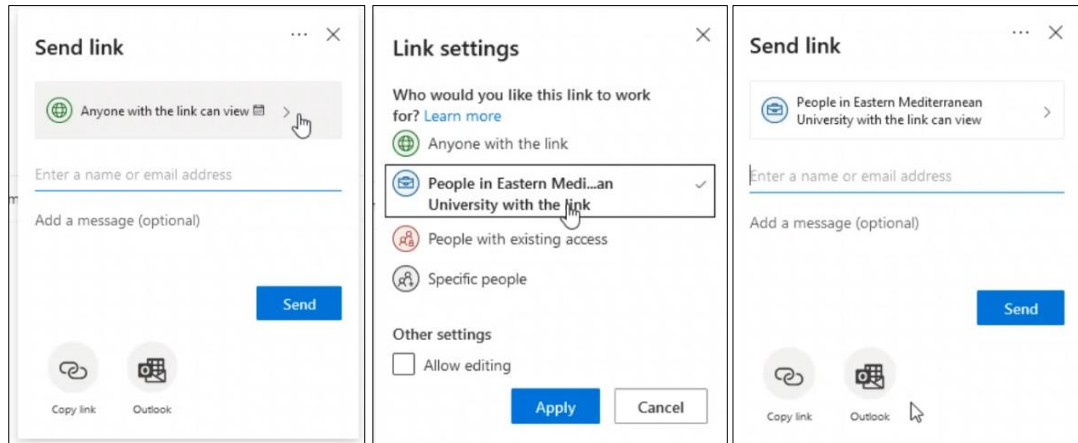 Send link
Anyone with the link can view
Enter a name or email address
Add a message (optional)
Send
Copy link
Outlook
Link settings
Who would you like this link to work
for? Learn more
Anyone with the link
People in Eastern Medi...an
University with the link
People with existing access
Specific people
Other settings
Allow editing
Apply
Cancel
Send link
People in Eastern Mediterranean
University with the link can view
Enter a name or email address
Add a message (optional)
Send
Copy link
Outlook